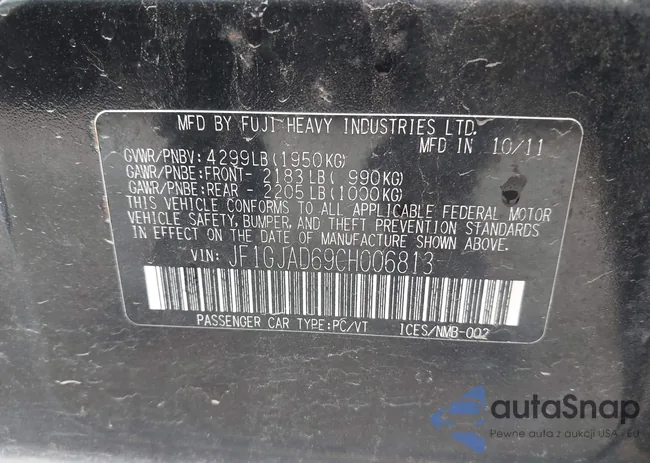 MFD BY FUJI HEAVY INDUSTRIES LTD.
MFD IN 10/11
GVWR/PNBV: 4299LB(1950KG)
GAWR/PNBE:FRONT- 2183LB( 990KG)
GAWR/PNBE:REAR - 2205LB(1000KG)
THIS VEHICLE CONFORMS TO ALL APPLICABLE FEDERAL MOTOR
VEHICLE SAFETY, BUMPER, AND THEFT PREVENTION STANDARDS
IN EFFECT ON THE DATE OF MANUFACTURE SHOWN ABOVE.
VIN: JF1GJAD69CH006813
PASSENGER CAR TYPE:PC/VT ICES/NMB-002
autaSnap
Pewne auta z aukcji USA i EU